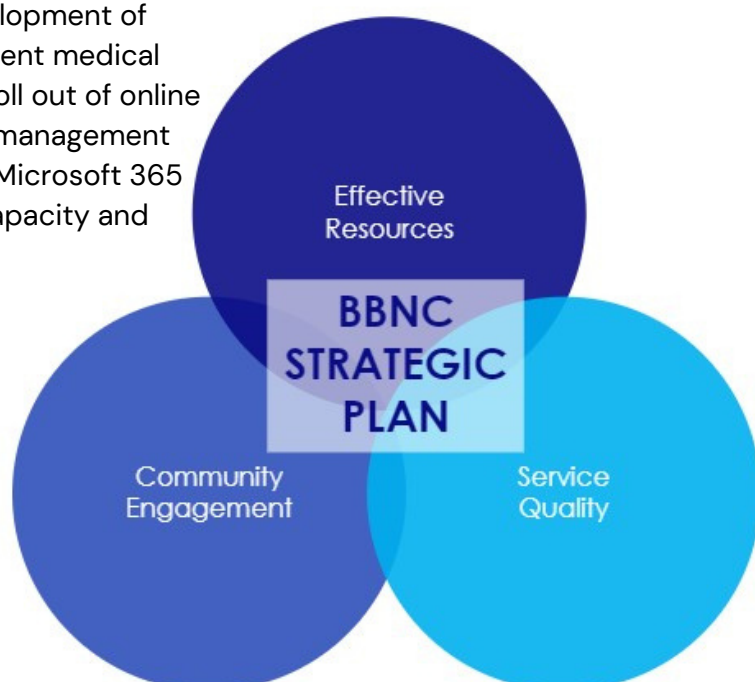 lopment of
ent medical
oll out of online
management
Microsoft 365
apacity and
Effective
Resources
BBNC
STRATEGIC
PLAN
Community
Engagement
Service
Quality